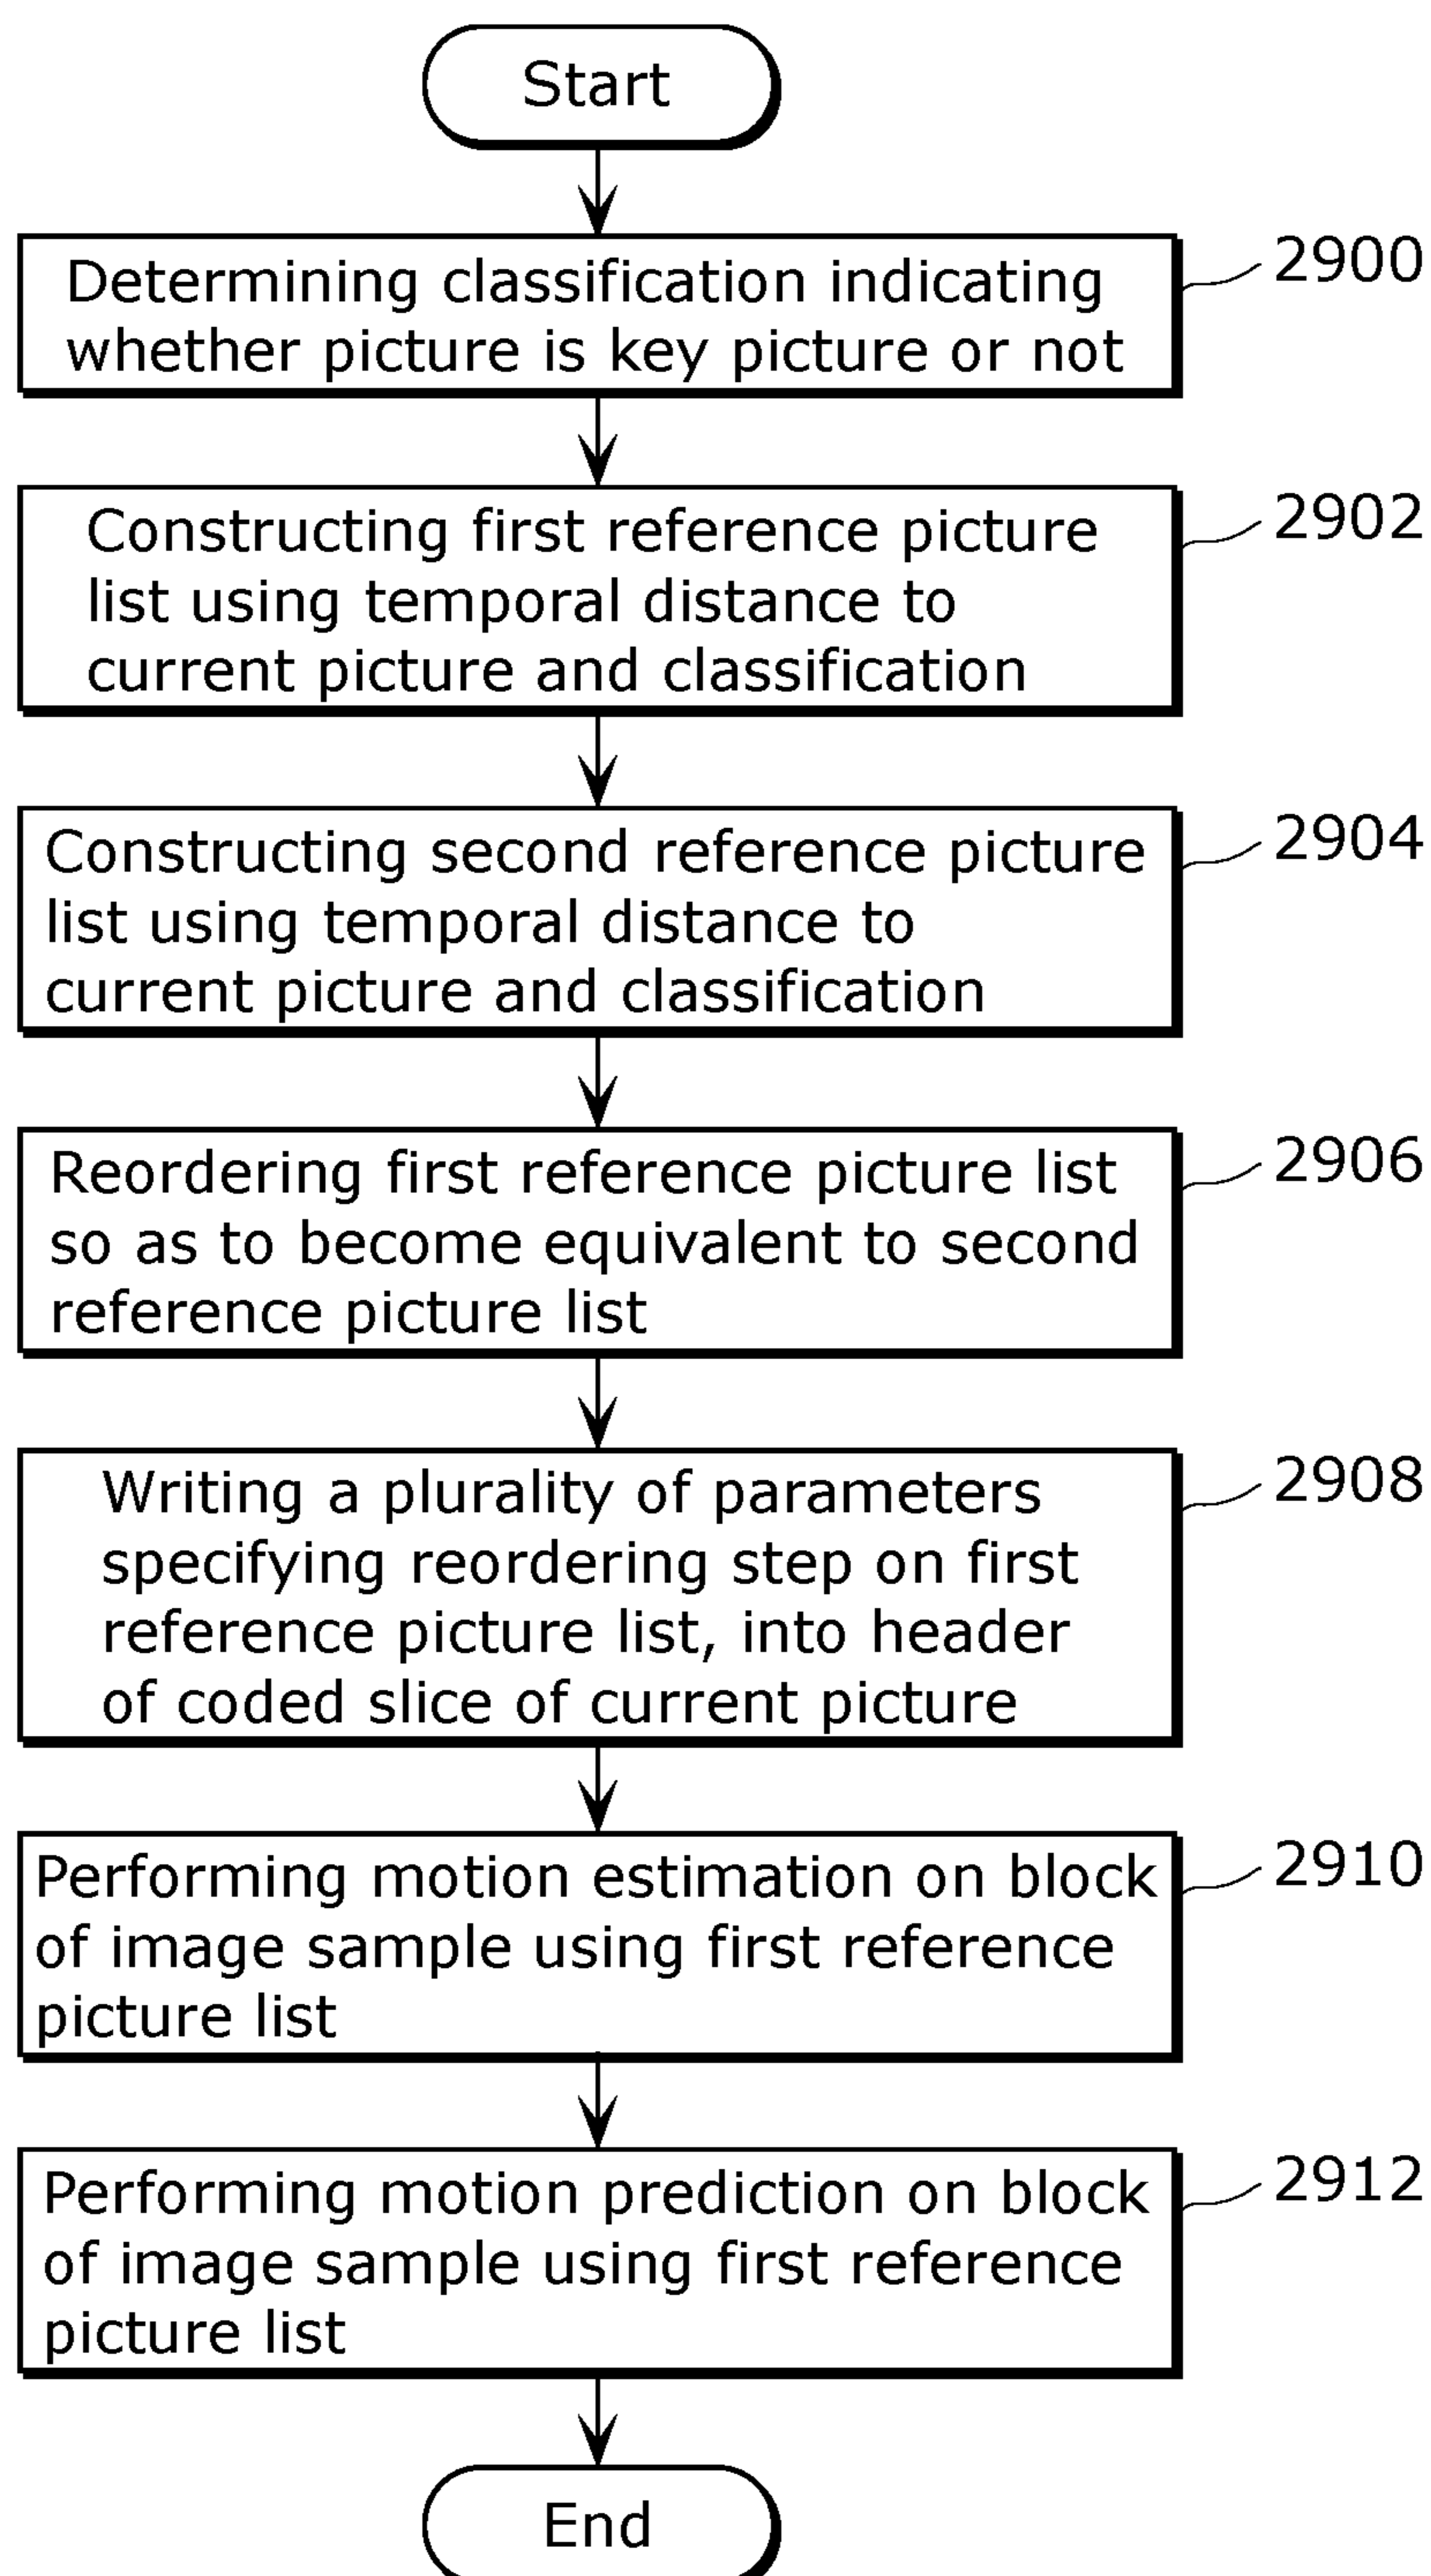 Start
Determining classification indicating
whether picture is key picture or not
2900
Constructing first reference picture
list using temporal distance to
current picture and classification
2902
Constructing second reference picture
list using temporal distance to
current picture and classification
2904
Reordering first reference picture list
so as to become equivalent to second
reference picture list
2906
Writing a plurality of parameters
specifying reordering step on first
reference picture list, into header
of coded slice of current picture
2908
Performing motion estimation on block
of image sample using first reference
picture list
2910
Performing motion prediction on block
of image sample using first reference
picture list
2912
End